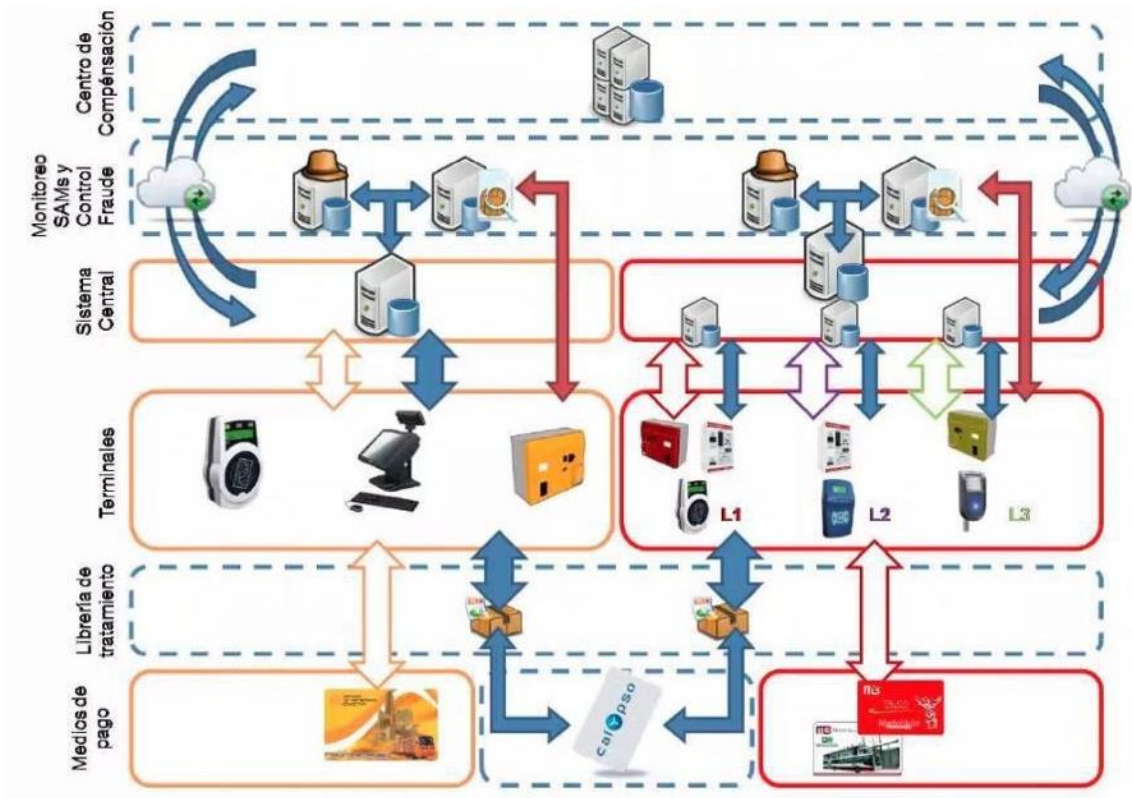 Centro de
Compensación
Monitoreo
SAMs y
Control
Fraude
Sistema
Central
Terminales
L1
L2
L3
Librería de
tratamiento
Medios de
pago
calypso